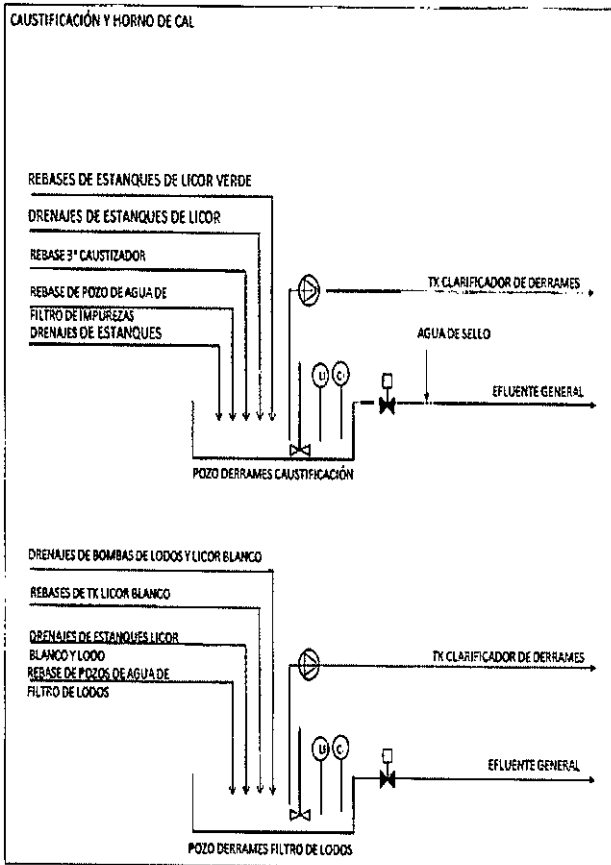 CAUSTIFICACIÓN Y HORNO DE CAL
REBASES DE ESTANQUES DE LICOR VERDE
DRENAJES DE ESTANQUES DE LICOR
REBASE 3° CAUSTIZADOR
REBASE DE POZO DE AGUA DE
FILTRO DE IMPUREZAS
DRENAJES DE ESTANQUES
TK CLARIFICADOR DE DERRAMES
AGUA DE SELLO
EFLUENTE GENERAL
POZO DERRAMES CAUSTIFICACIÓN
DRENAJES DE BOMBAS DE LODOS Y LICOR BLANCO
REBASES DE TK LICOR BLANCO
DRENAJES DE ESTANQUES LICOR
BLANCO Y LODO
REBASE DE POZOS DE AGUA DE
FILTRO DE LODOS
TK CLARIFICADOR DE DERRAMES
EFLUENTE GENERAL
POZO DERRAMES FILTRO DE LODOS